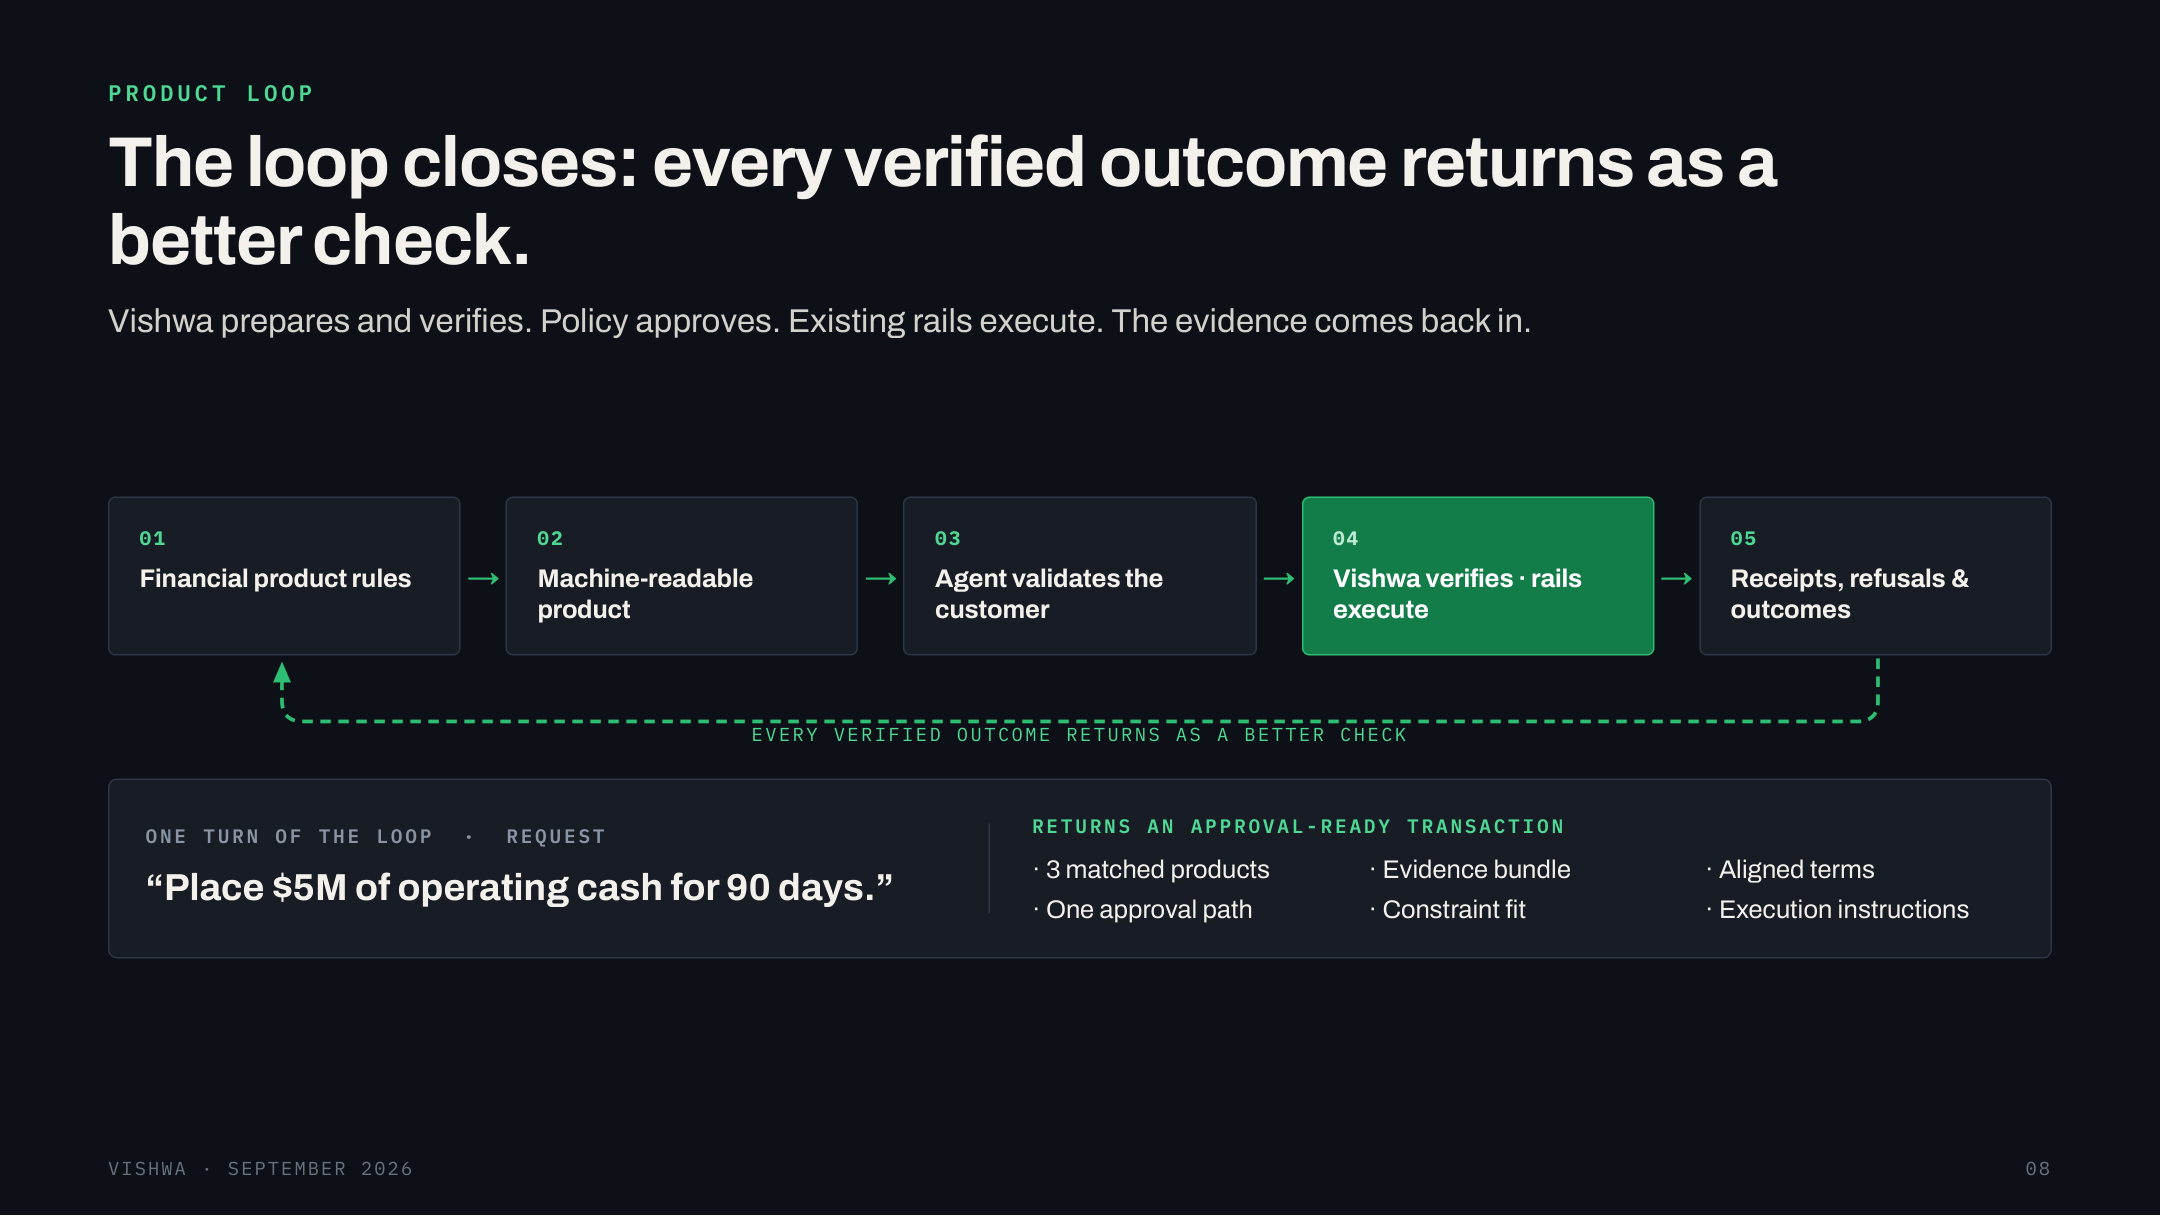 PRODUCT LOOP
The loop closes: every verified outcome returns as a
better check.
Vishwa prepares and verifies. Policy approves. Existing rails execute. The evidence comes back in.
01
Financial product rules
02
Machine-readable
product
03
Agent validates the
customer
04
Vishwa verifies · rails
execute
05
Receipts, refusals &
outcomes
EVERY VERIFIED OUTCOME RETURNS AS A BETTER CHECK
ONE TURN OF THE LOOP · REQUEST
“Place $5M of operating cash for 90 days.”
RETURNS AN APPROVAL-READY TRANSACTION
· 3 matched products
· Evidence bundle
· Aligned terms
· One approval path
· Constraint fit
· Execution instructions
VISHWA · SEPTEMBER 2026
08